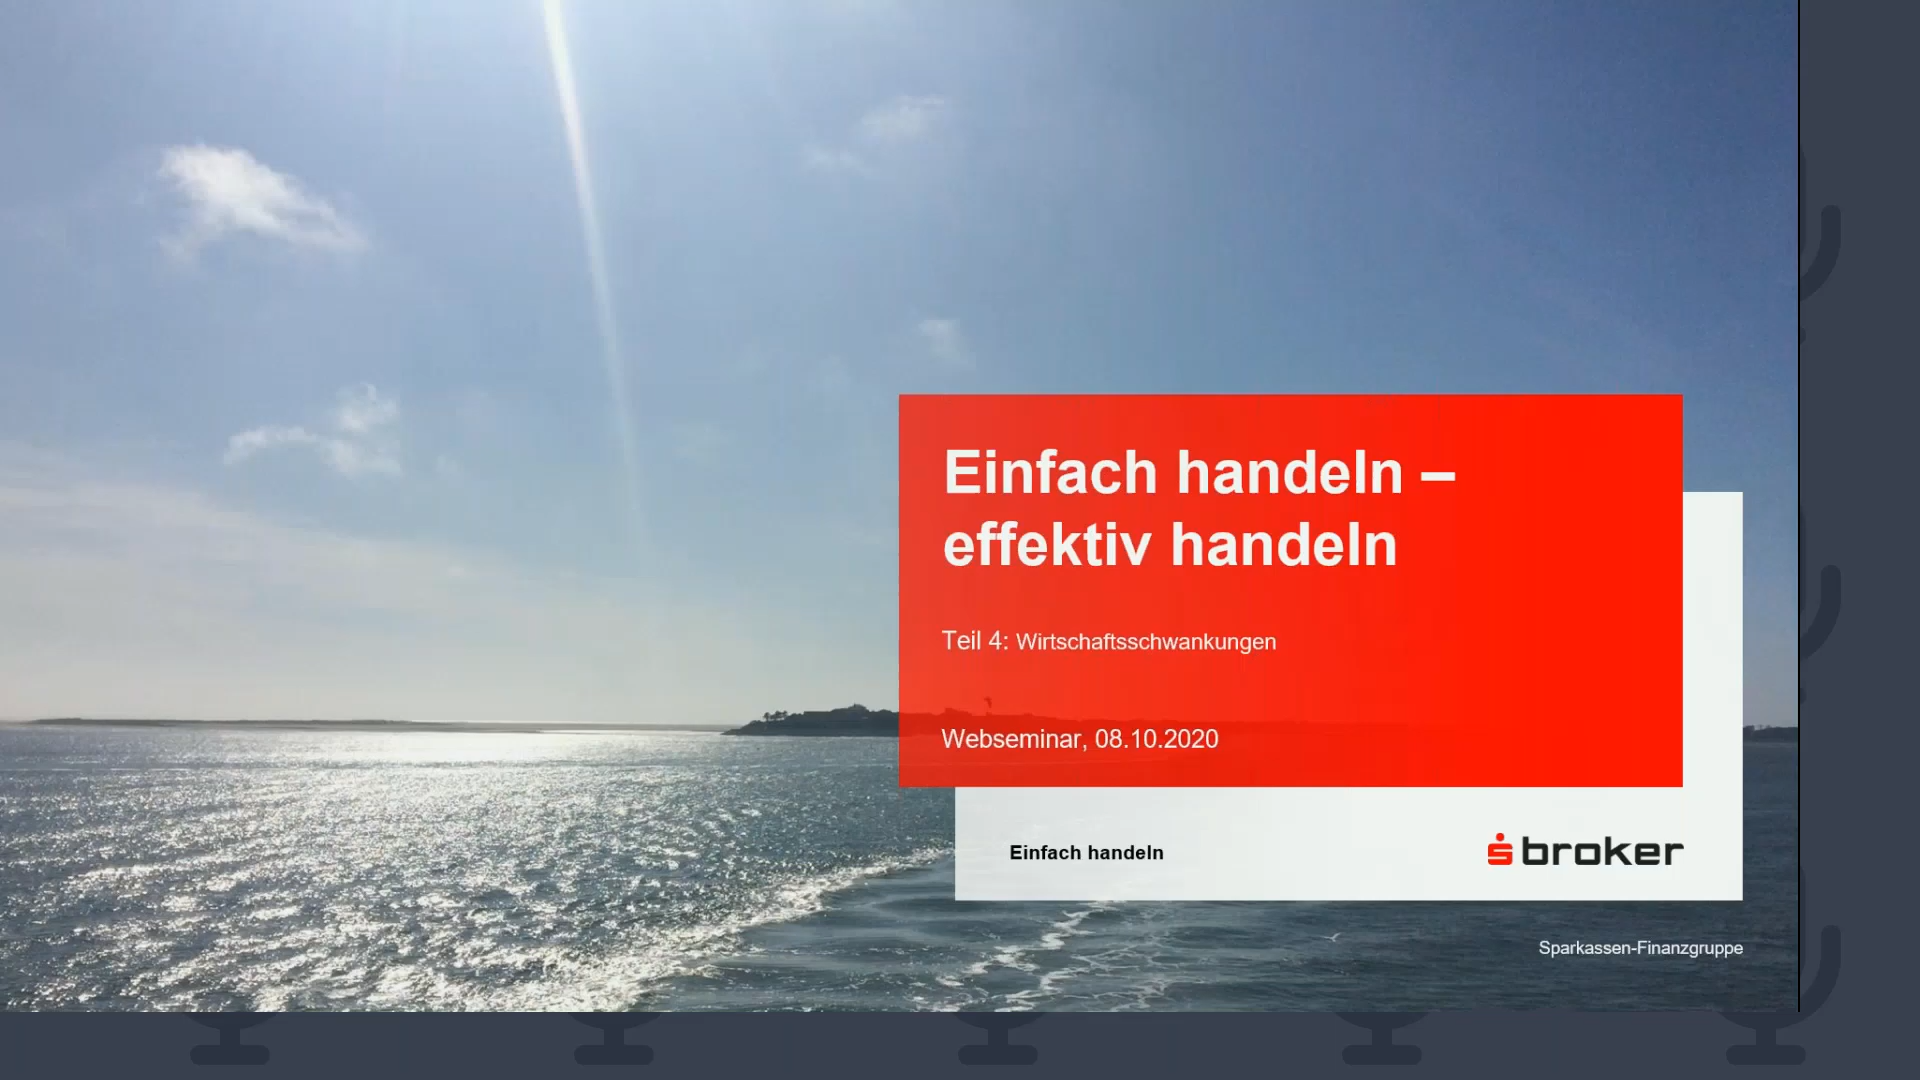 Einfach handeln –
effektiv handeln
Teil 4: Wirtschaftsschwankungen
Webseminar, 08.10.2020
Einfach handeln
broker
Sparkassen-Finanzgruppe